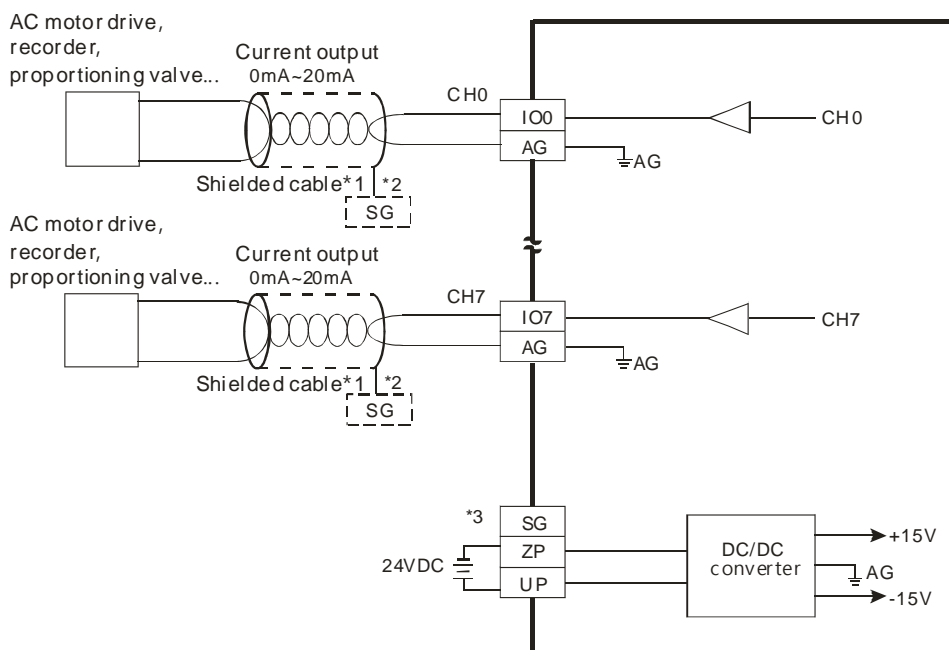 AC motor drive,
recorder,
proportioning valve...
Current output
0mA~20mA
CH0
IO0
AG
CH0
AG
Shielded cable*1
*2
SG
AC motor drive,
recorder,
proportioning valve...
Current output
0mA~20mA
CH7
IO7
AG
CH7
AG
Shielded cable*1
*2
SG
*3
SG
ZP
UP
24VDC
DC/DC
converter
+15V
AG
-15V